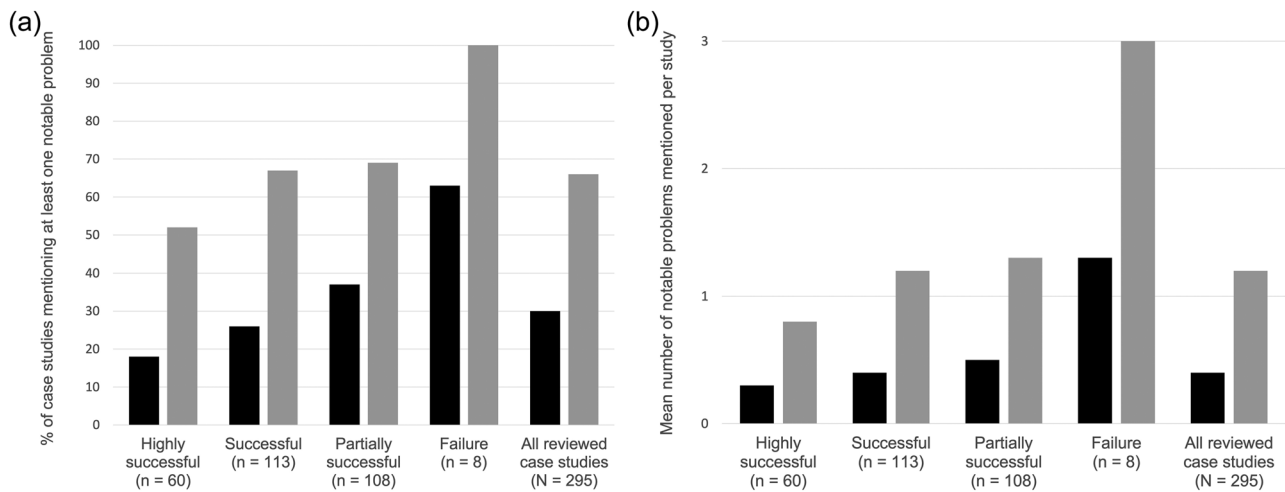 (a)
% of case studies mentioning at least one notable problem
100
90
80
70
60
50
40
30
20
10
0
Highly
successful
(n = 60)
Successful
(n = 113)
Partially
successful
(n = 108)
Failure
(n = 8)
All reviewed
case studies
(N = 295)
(b)
Mean number of notable problems mentioned per study
3
2
1
0
Highly
successful
(n = 60)
Successful
(n = 113)
Partially
successful
(n = 108)
Failure
(n = 8)
All reviewed
case studies
(N = 295)